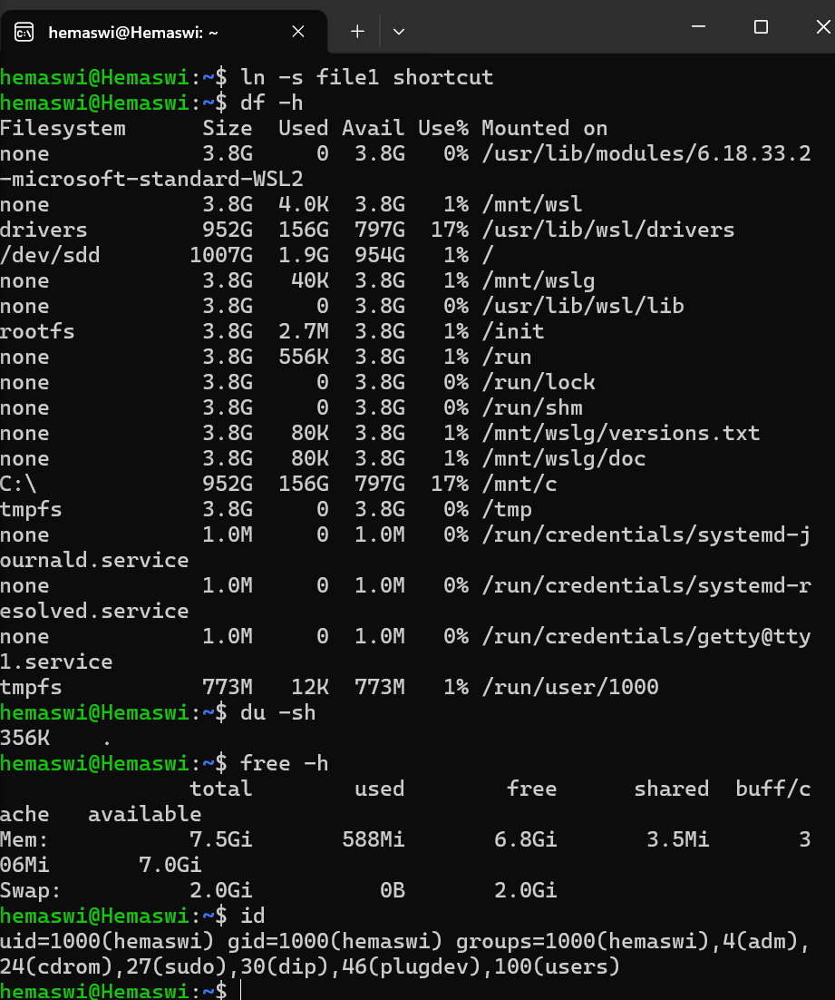 hemaswi@Hemaswi: ~
hemaswi@Hemaswi:~$ ln -s file1 shortcut
hemaswi@Hemaswi:~$ df -h
Filesystem      Size  Used Avail Use% Mounted on
none            3.8G     0  3.8G   0% /usr/lib/modules/6.18.33.2
-microsoft-standard-WSL2
none            3.8G  4.0K  3.8G   1% /mnt/wsl
drivers         952G  156G  797G  17% /usr/lib/wsl/drivers
/dev/sdd       1007G  1.9G  954G   1% /
none            3.8G   40K  3.8G   1% /mnt/wslg
none            3.8G     0  3.8G   0% /usr/lib/wsl/lib
rootfs          3.8G  2.7M  3.8G   1% /init
none            3.8G  556K  3.8G   1% /run
none            3.8G     0  3.8G   0% /run/lock
none            3.8G     0  3.8G   0% /run/shm
none            3.8G   80K  3.8G   1% /mnt/wslg/versions.txt
none            3.8G   80K  3.8G   1% /mnt/wslg/doc
C:\             952G  156G  797G  17% /mnt/c
tmpfs           3.8G     0  3.8G   0% /tmp
none            1.0M     0  1.0M   0% /run/credentials/systemd-j
ournald.service
none            1.0M     0  1.0M   0% /run/credentials/systemd-r
esolved.service
none            1.0M     0  1.0M   0% /run/credentials/getty@tty
1.service
tmpfs           773M   12K  773M   1% /run/user/1000
hemaswi@Hemaswi:~$ du -sh
356K    .
hemaswi@Hemaswi:~$ free -h
               total        used        free      shared  buff/c
ache   available
Mem:           7.5Gi       588Mi       6.8Gi       3.5Mi       3
06Mi       7.0Gi
Swap:          2.0Gi          0B       2.0Gi
hemaswi@Hemaswi:~$ id
uid=1000(hemaswi) gid=1000(hemaswi) groups=1000(hemaswi),4(adm),
24(cdrom),27(sudo),30(dip),46(plugdev),100(users)
hemaswi@Hemaswi:~$